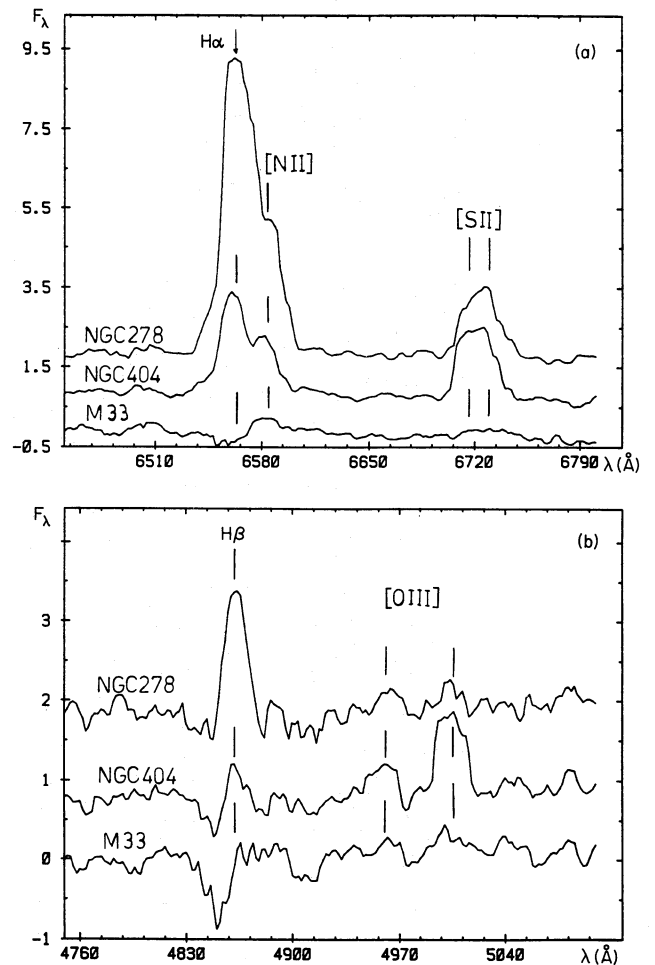 Fλ
9.5
Hα
(a)
7.5
[NII]
5.5
[SII]
3.5
NGC278
1.5
NGC404
M33
-0.5
6510 6580 6650 6720 6790 λ(Å)
Fλ
Hβ
(b)
[OIII]
3
NGC278
2
NGC404
1
M33
0
-1
4760 4830 4900 4970 5040 λ(Å)